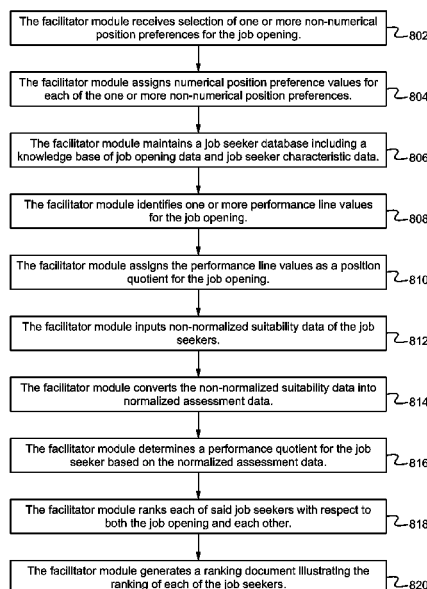 The facilitator module receives selection of one or more non-numerical
position preferences for the job opening.
802
The facilitator module assigns numerical position preference values for
each of the one or more non-numerical position preferences.
804
The facilitator module maintains a job seeker database including a
knowledge base of job opening data and job seeker characteristic data.
806
The facilitator module identifies one or more performance line values
for the job opening.
808
The facilitator module assigns the performance line values as a position
quotient for the job opening.
810
The facilitator module inputs non-normalized suitability data of the job
seekers.
812
The facilitator module converts the non-normalized suitability data into
normalized assessment data.
814
The facilitator module determines a performance quotient for the job
seeker based on the normalized assessment data.
816
The facilitator module ranks each of said job seekers with respect to
both the job opening and each other.
818
The facilitator module generates a ranking document illustrating the
ranking of each of the job seekers.
820